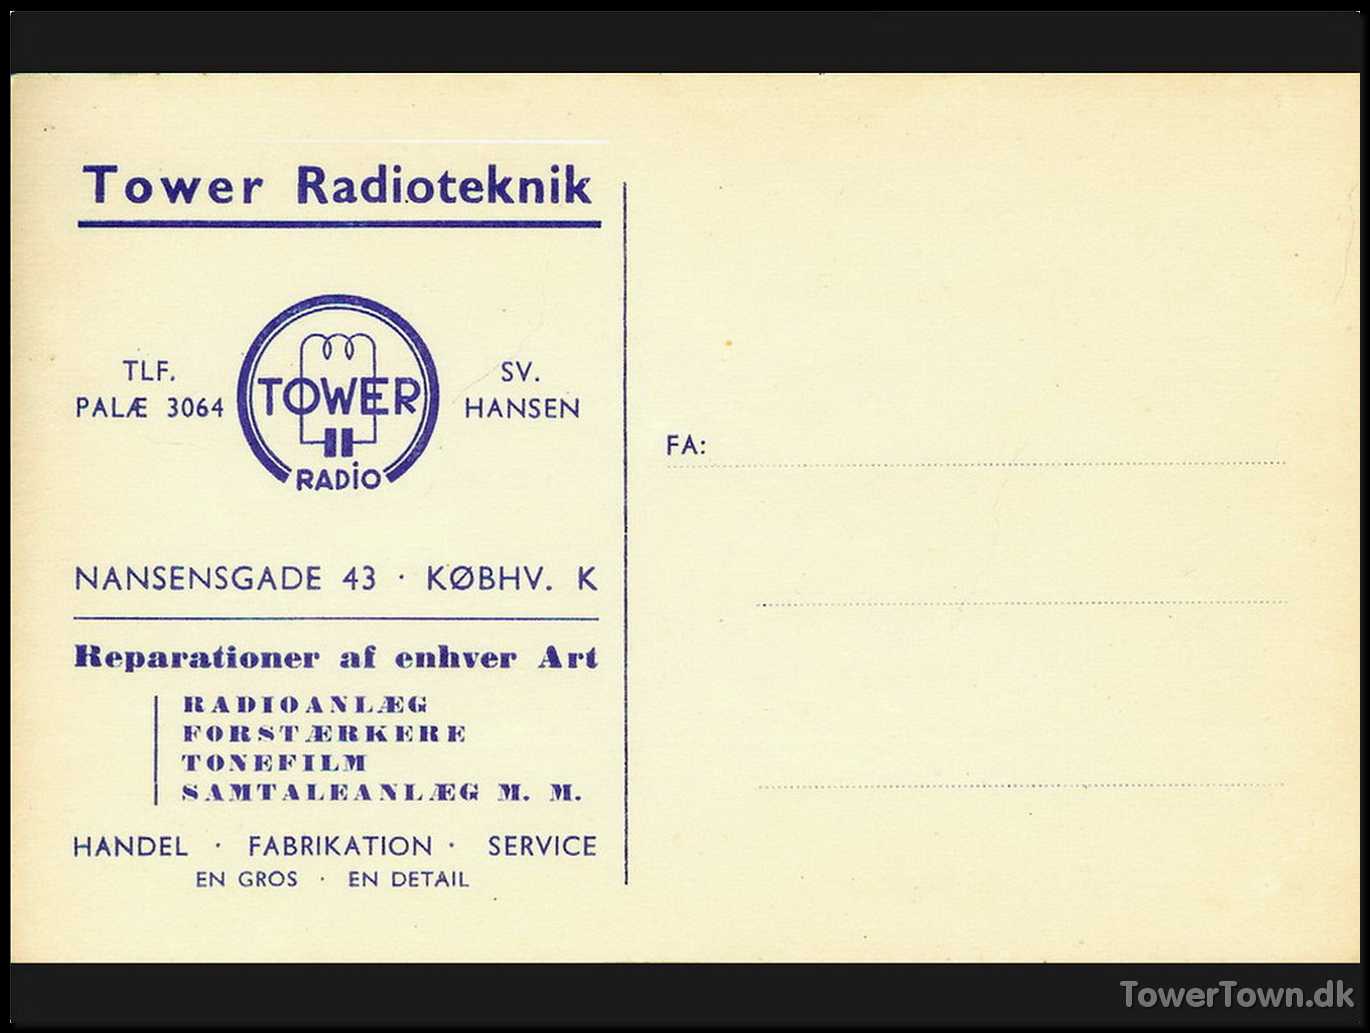 Tower Radioteknik
TLF.
PALÆ 3064
TOWER
RADiO
SV.
HANSEN
NANSENSGADE 43 · KØBHV. K
Reparationer af enhver Art
RADIOANLÆG
FORSTÆRKERE
TONEFILM
SAMTALEANLÆG M. M.
HANDEL · FABRIKATION · SERVICE
EN GROS · EN DETAIL
FA:
TowerTown.dk